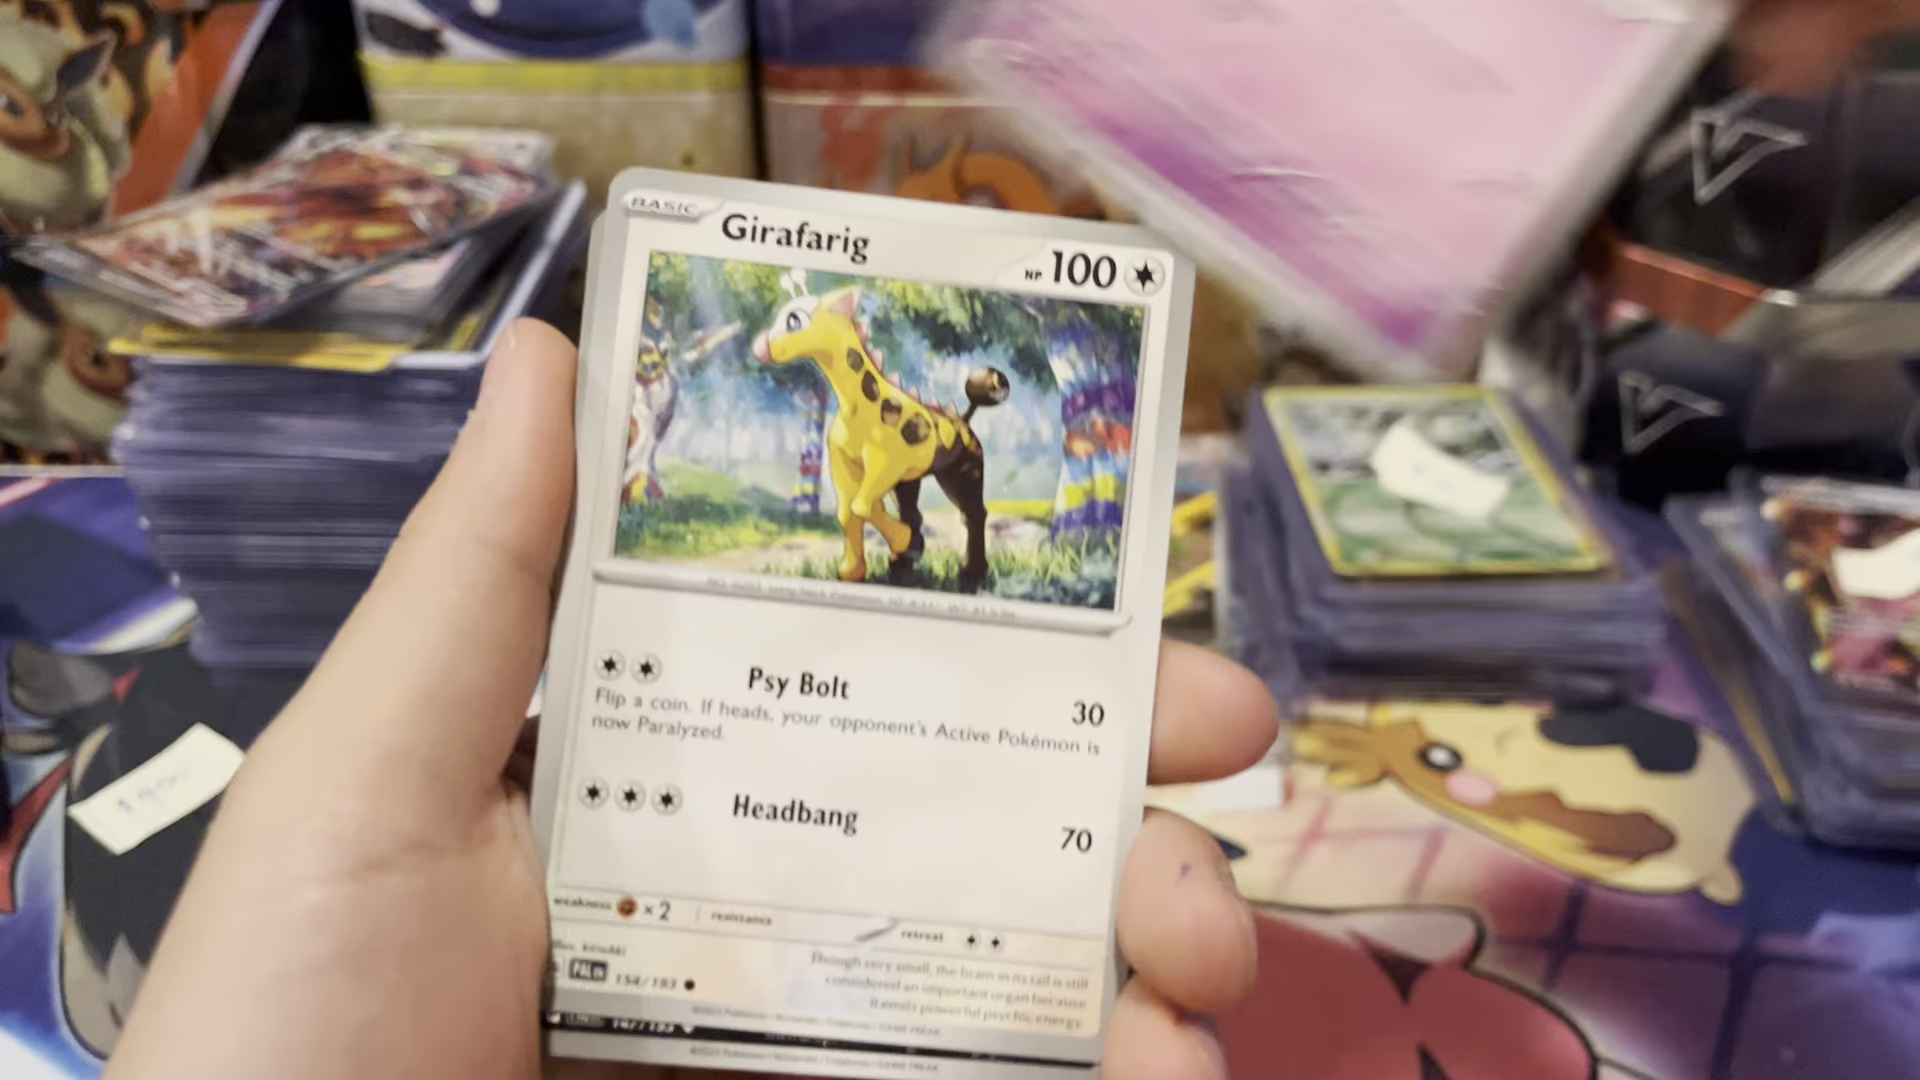 BASIC
Girafarig
HP 100
Psy Bolt
30
Flip a coin. If heads, your opponent's Active Pokémon is
now Paralyzed.
Headbang
70
weakness ×2 resistance retreat
PAL EN 154/193
Though very small, the brain in its tail is still
considered an important organ because
it emits powerful psychic energy.